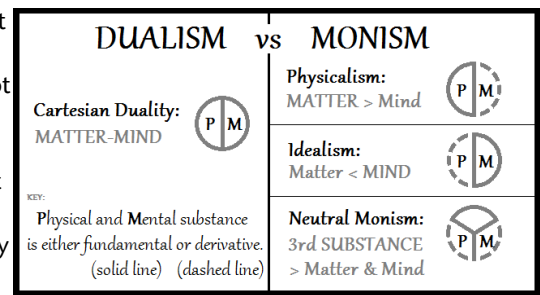 t
pt
t
y
DUALISM vs MONISM
Cartesian Duality:
MATTER-MIND
P M
KEY:
Physical and Mental substance
is either fundamental or derivative.
(solid line) (dashed line)
Physicalism:
MATTER > Mind
P M
Idealism:
Matter < MIND
P M
Neutral Monism:
3rd SUBSTANCE
> Matter & Mind
P M